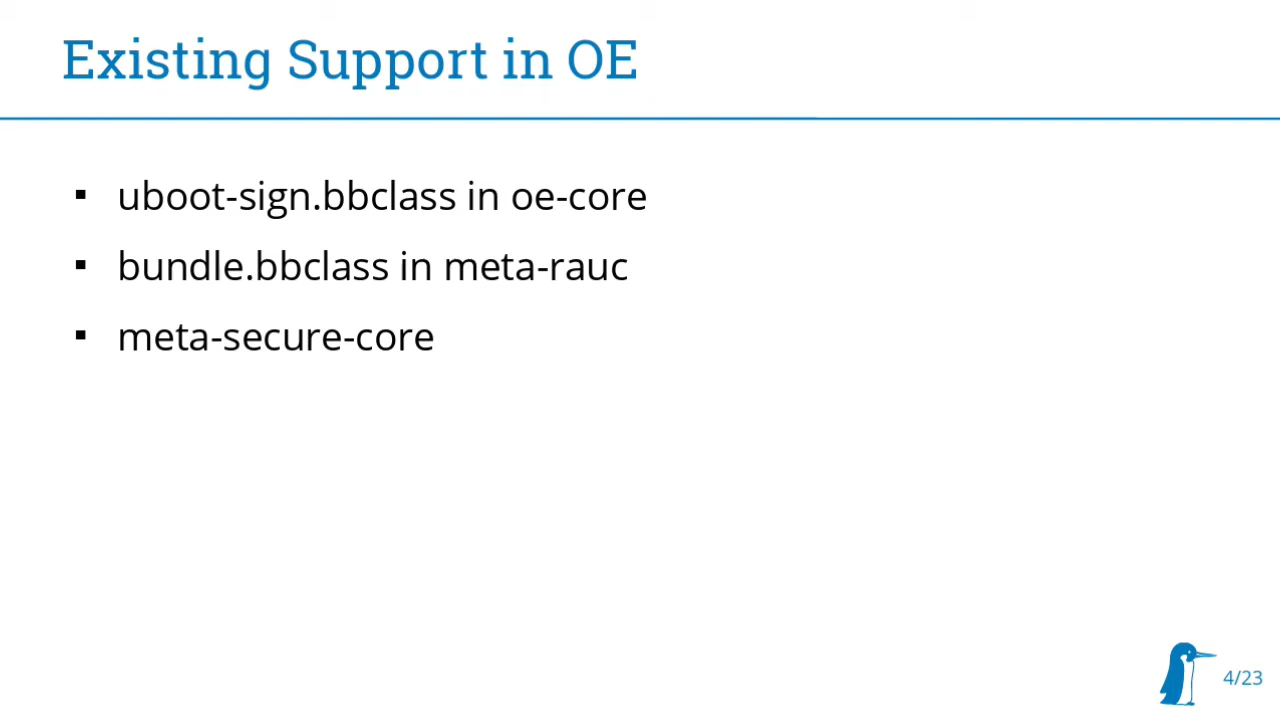 Existing Support in OE
▪ uboot-sign.bbclass in oe-core
▪ bundle.bbclass in meta-rauc
▪ meta-secure-core
4/23